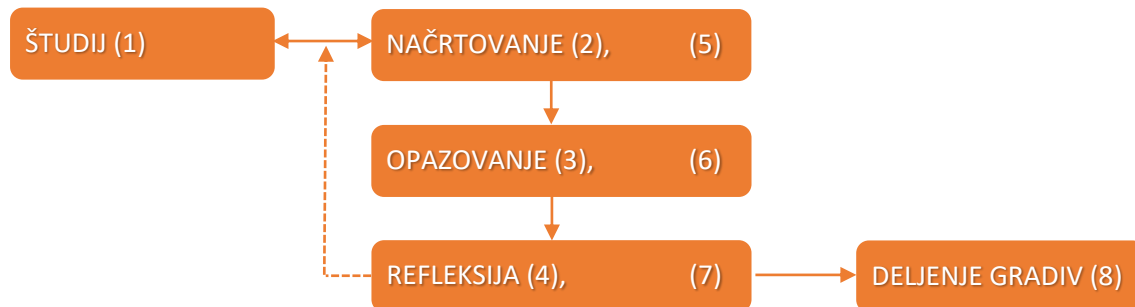 ŠTUDIJ (1)
NAČRTOVANJE (2), (5)
OPAZOVANJE (3), (6)
REFLEKSIJA (4), (7)
DELJENJE GRADIV (8)